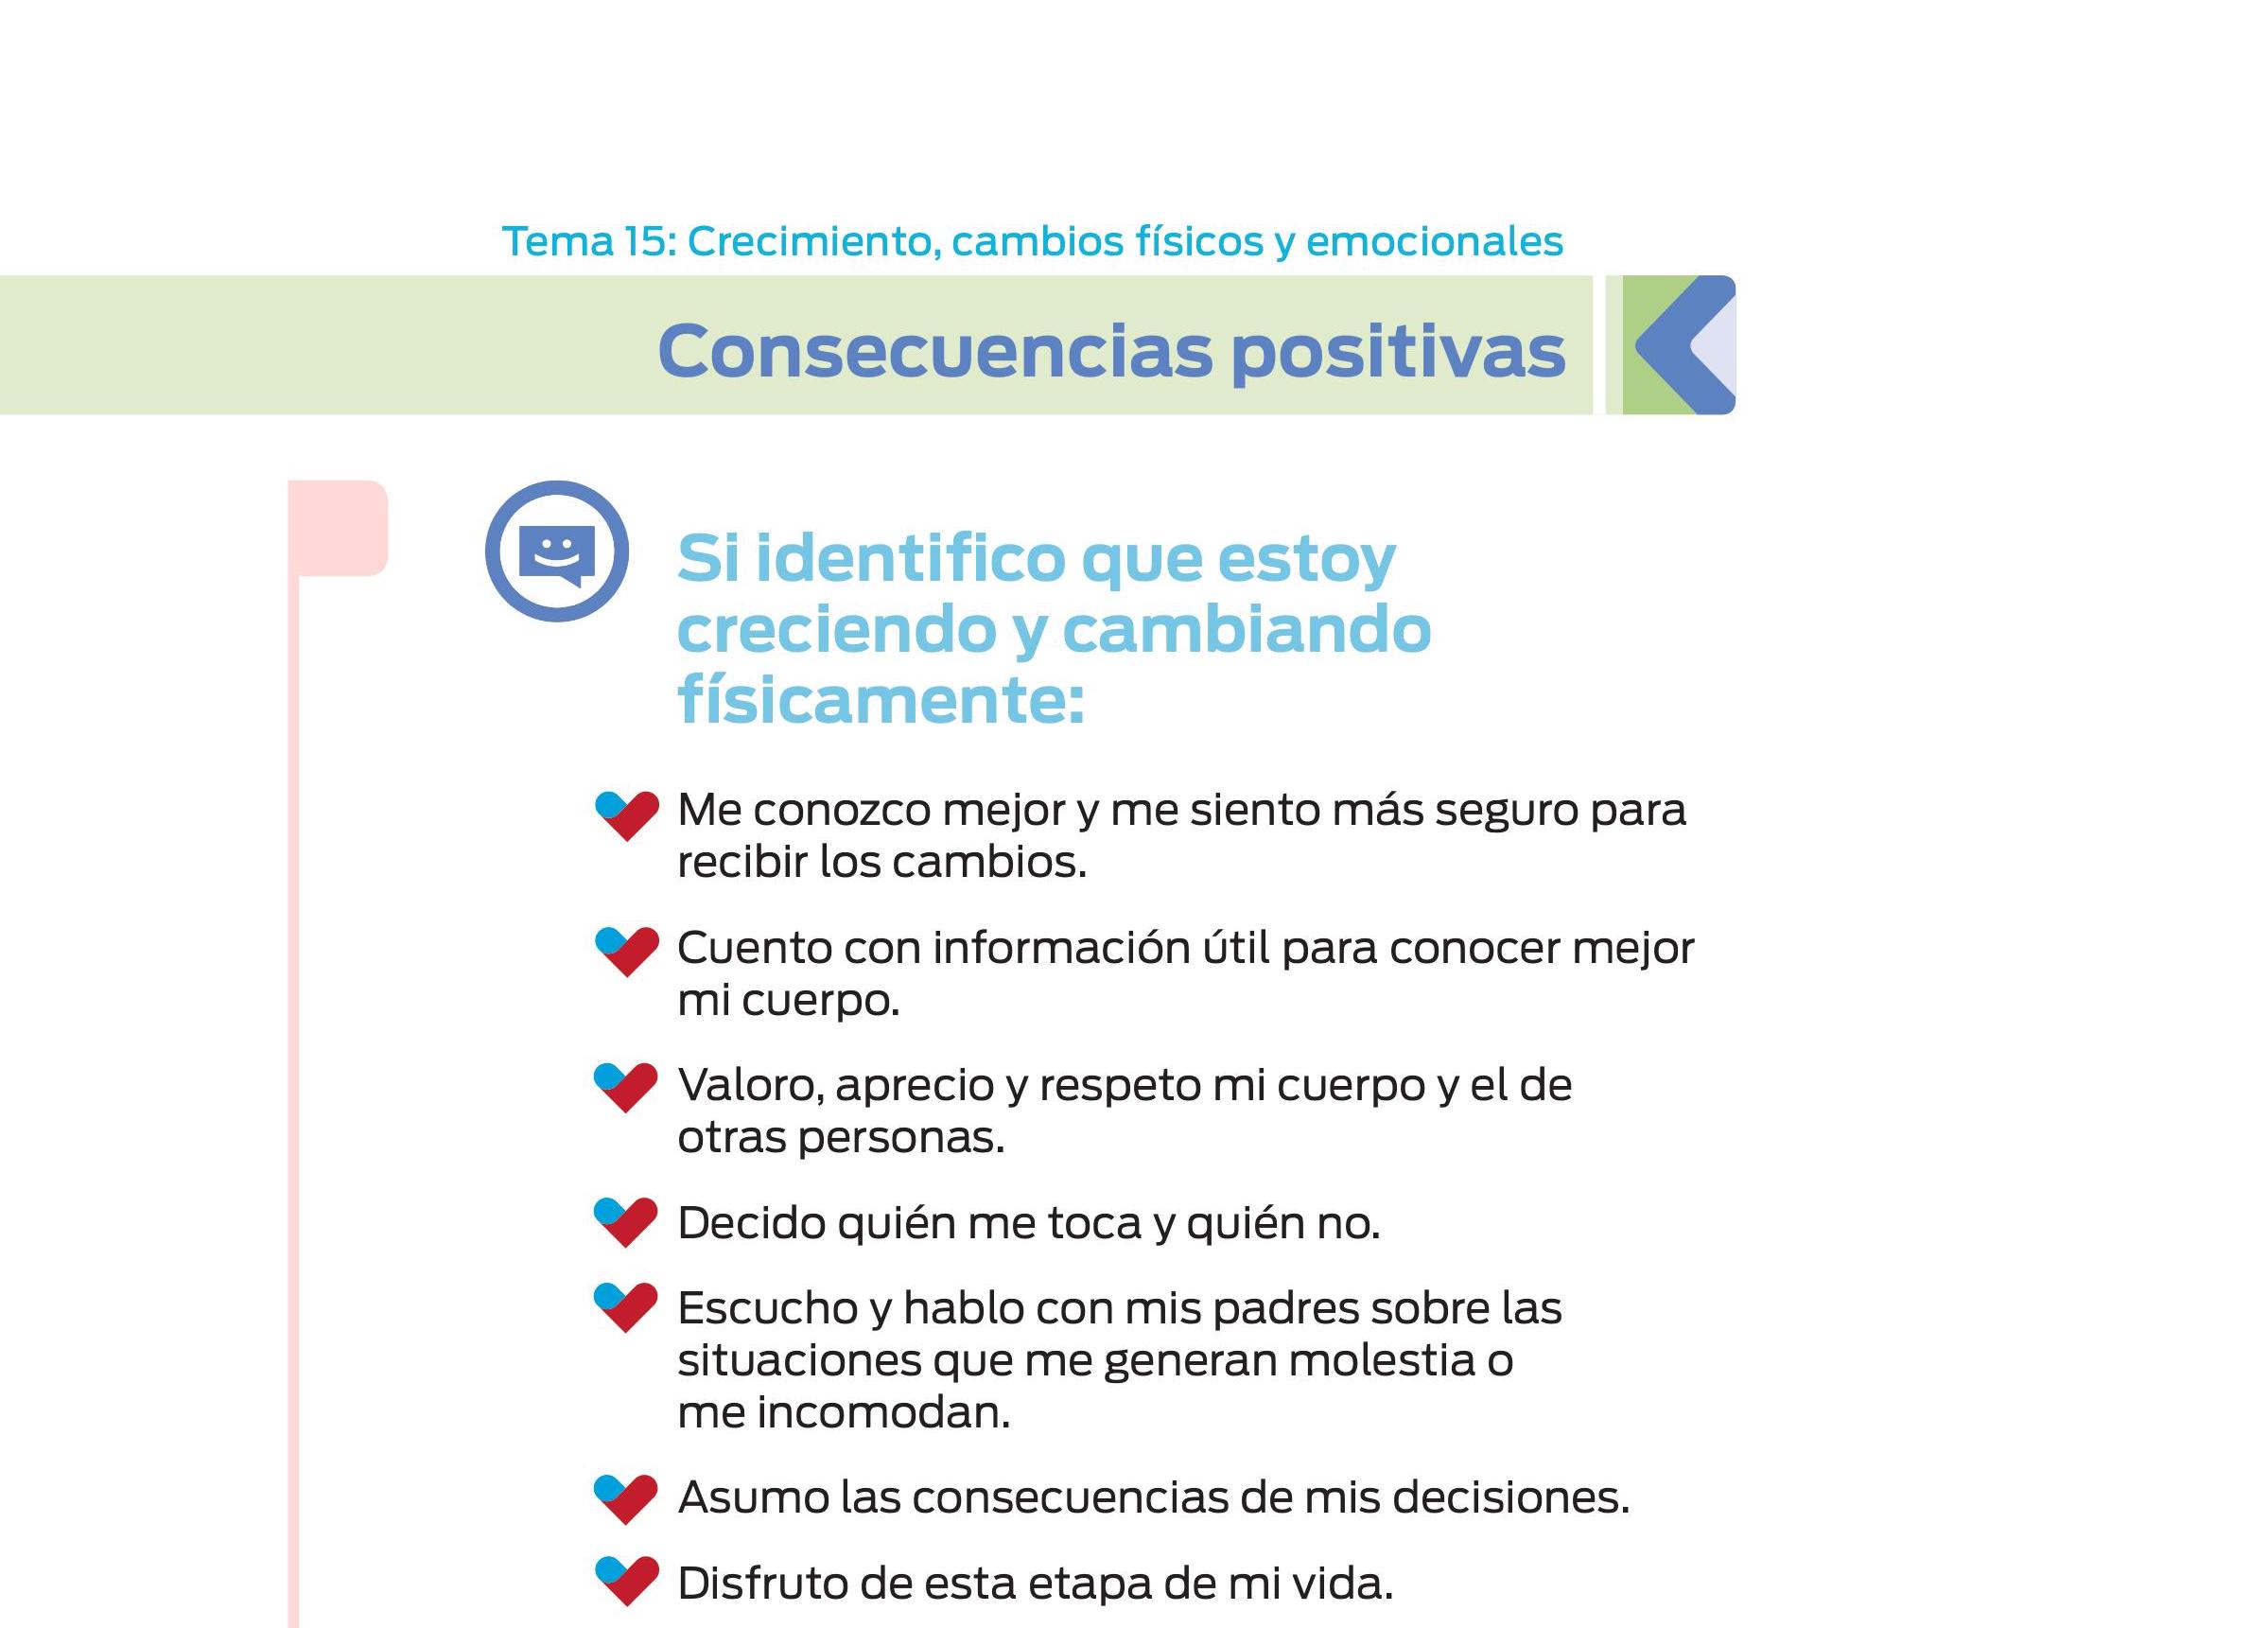 Tema 15: Crecimiento, cambios físicos y emocionales
Consecuencias positivas
Si identifico que estoy
creciendo y cambiando
físicamente:
Me conozco mejor y me siento más seguro para
recibir los cambios.
Cuento con información útil para conocer mejor
mi cuerpo.
Valoro, aprecio y respeto mi cuerpo y el de
otras personas.
Decido quién me toca y quién no.
Escucho y hablo con mis padres sobre las
situaciones que me generan molestia o
me incomodan.
Asumo las consecuencias de mis decisiones.
Disfruto de esta etapa de mi vida.